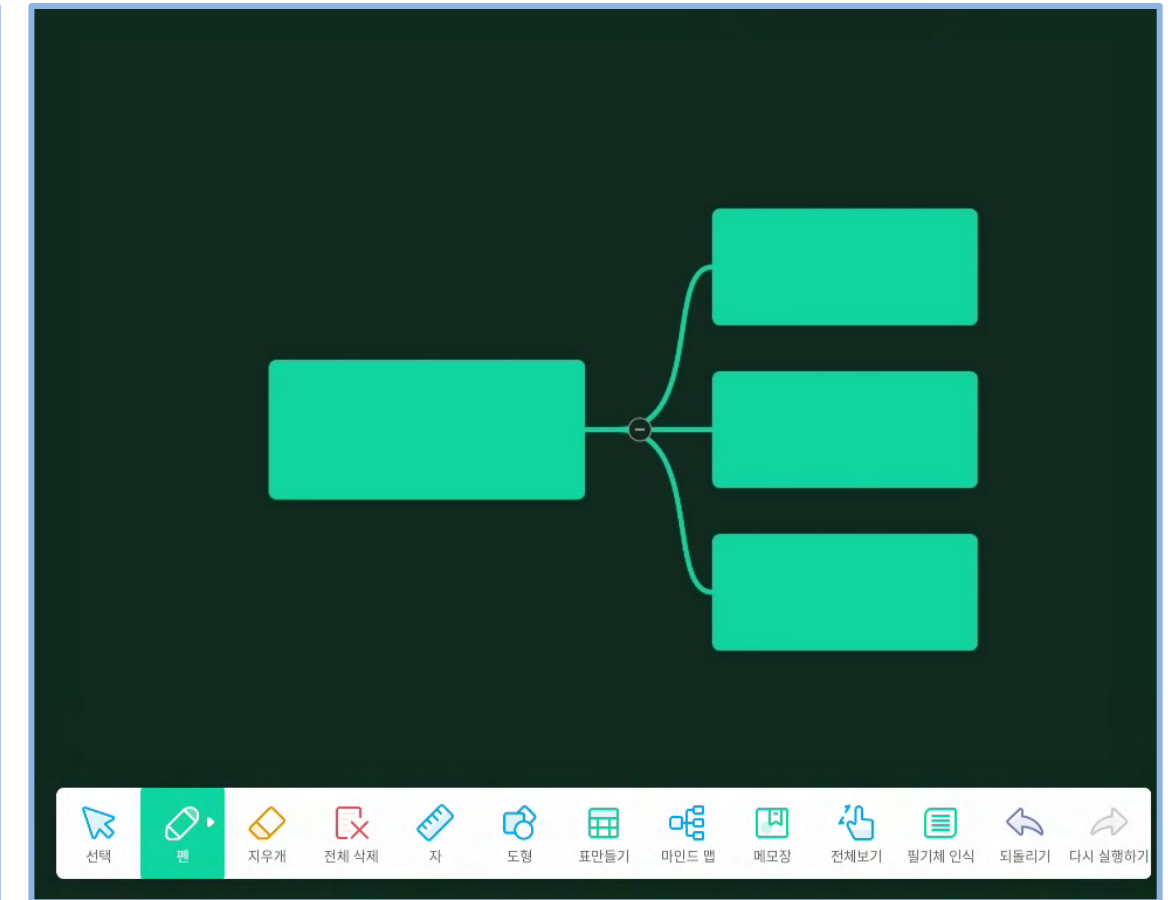 선택
펜
지우개
전체 삭제
자
도형
표만들기
마인드 맵
메모장
전체보기
필기체 인식
되돌리기
다시 실행하기